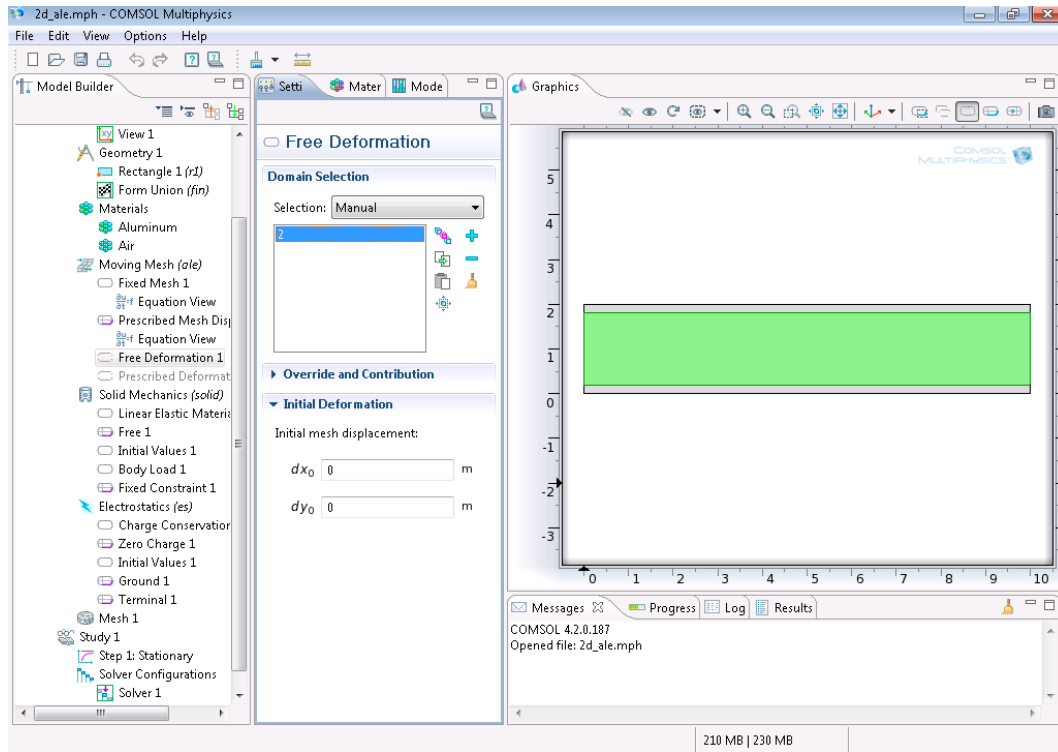 2d_ale.mph - COMSOL Multiphysics
File Edit View Options Help
Model Builder
View 1
Geometry 1
Rectangle 1 (r1)
Form Union (fin)
Materials
Aluminum
Air
Moving Mesh (ale)
Fixed Mesh 1
Equation View
Prescribed Mesh Disp
Equation View
Free Deformation 1
Prescribed Deformat
Solid Mechanics (solid)
Linear Elastic Materia
Free 1
Initial Values 1
Body Load 1
Fixed Constraint 1
Electrostatics (es)
Charge Conservation
Zero Charge 1
Initial Values 1
Ground 1
Terminal 1
Mesh 1
Study 1
Step 1: Stationary
Solver Configurations
Solver 1
Setti Mater Mode
Free Deformation
Domain Selection
Selection: Manual
2
Override and Contribution
Initial Deformation
Initial mesh displacement:
dx₀ 0 m
dy₀ 0 m
Graphics
COMSOL
MULTIPHYSICS
5
4
3
2
1
0
-1
-2
-3
0 1 2 3 4 5 6 7 8 9 10
Messages Progress Log Results
COMSOL 4.2.0.187
Opened file: 2d_ale.mph
210 MB | 230 MB